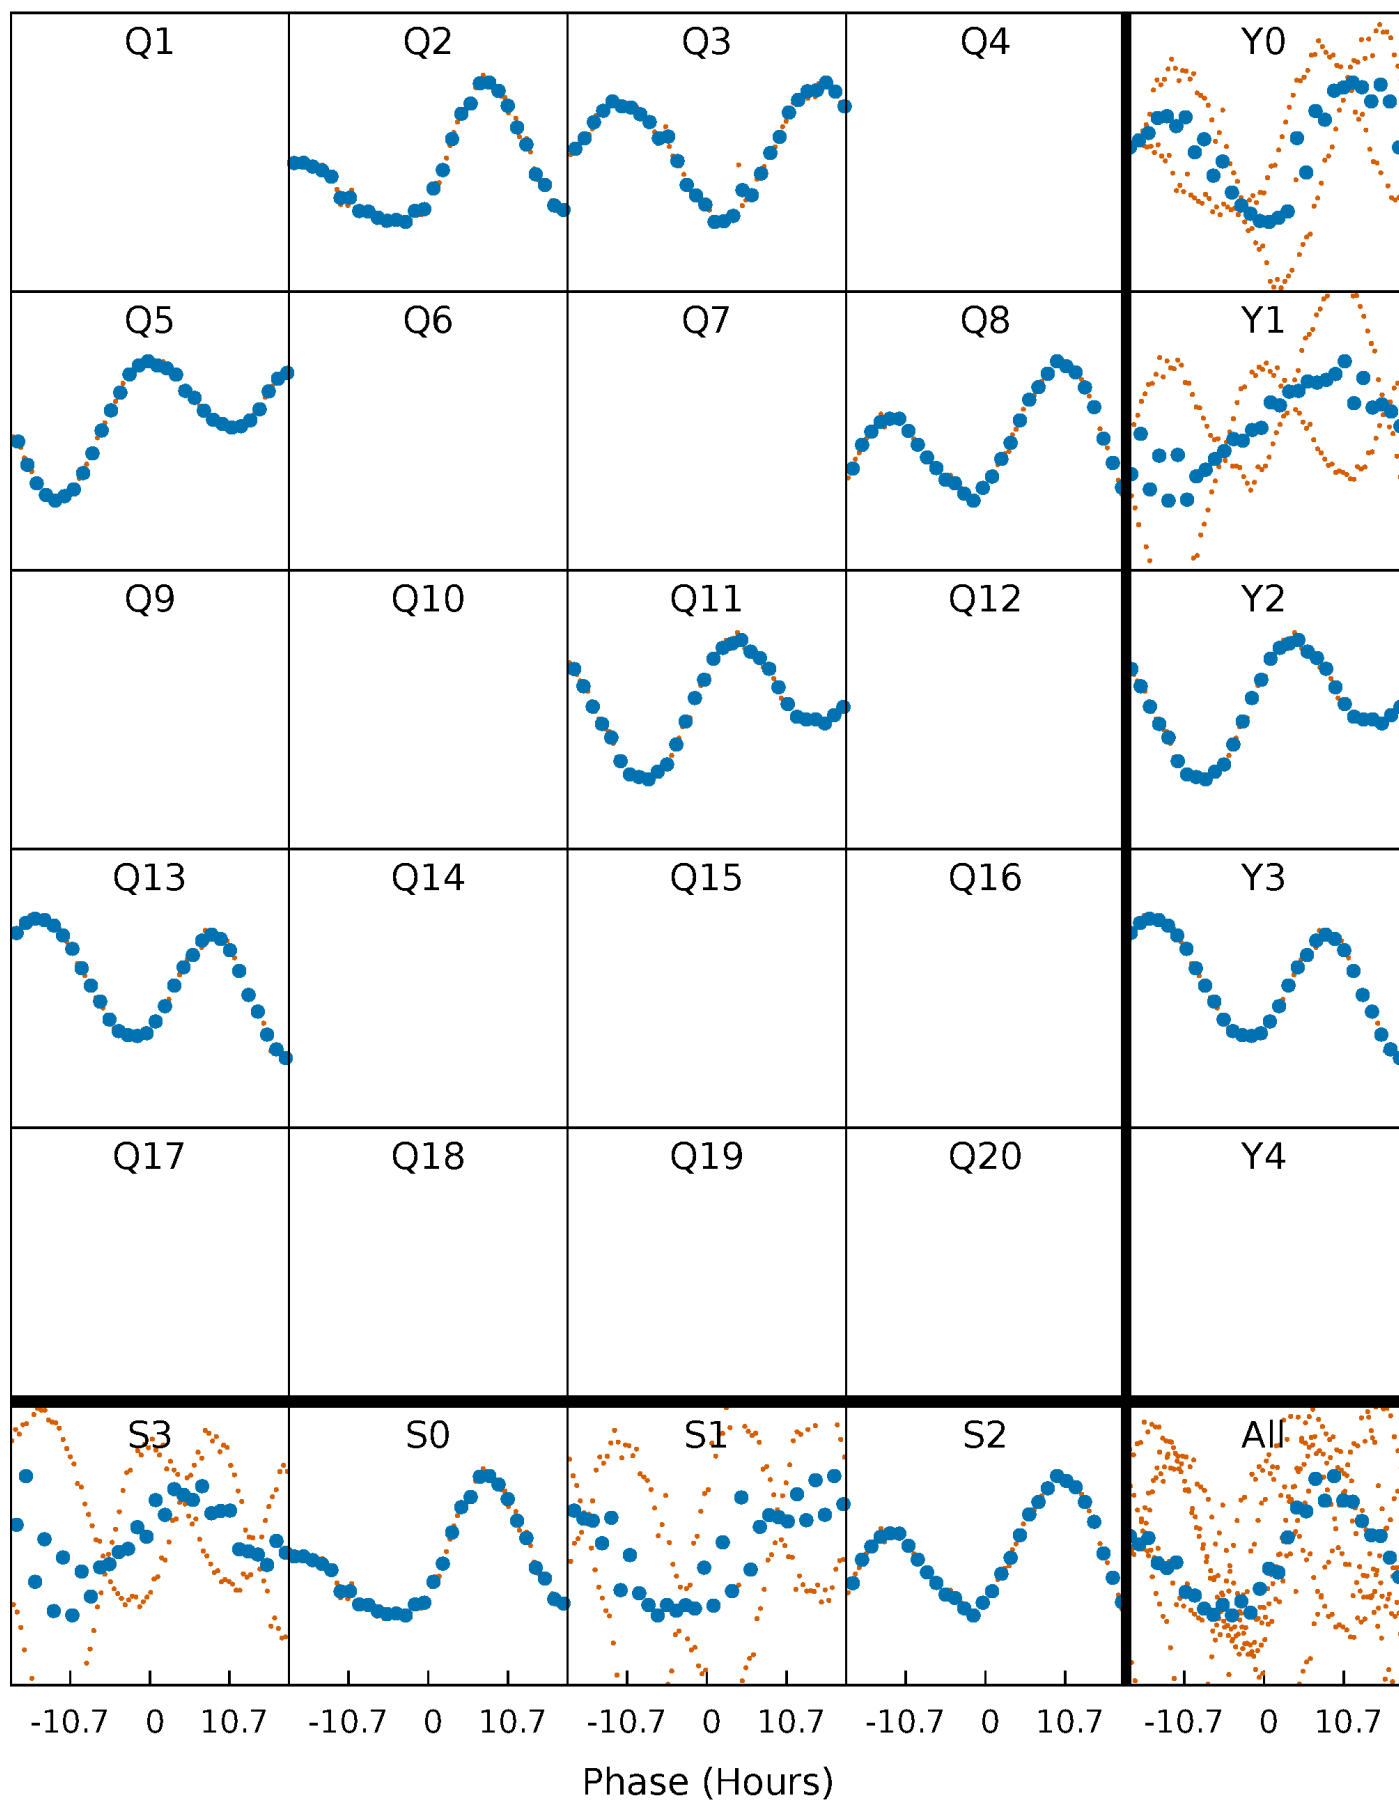 Q1 Q2 Q3 Q4 Y0
Q5 Q6 Q7 Q8 Y1
Q9 Q10 Q11 Q12 Y2
Q13 Q14 Q15 Q16 Y3
Q17 Q18 Q19 Q20 Y4
S3 S0 S1 S2 All
-10.7 0 10.7 -10.7 0 10.7 -10.7 0 10.7 -10.7 0 10.7 -10.7 0 10.7
Phase (Hours)